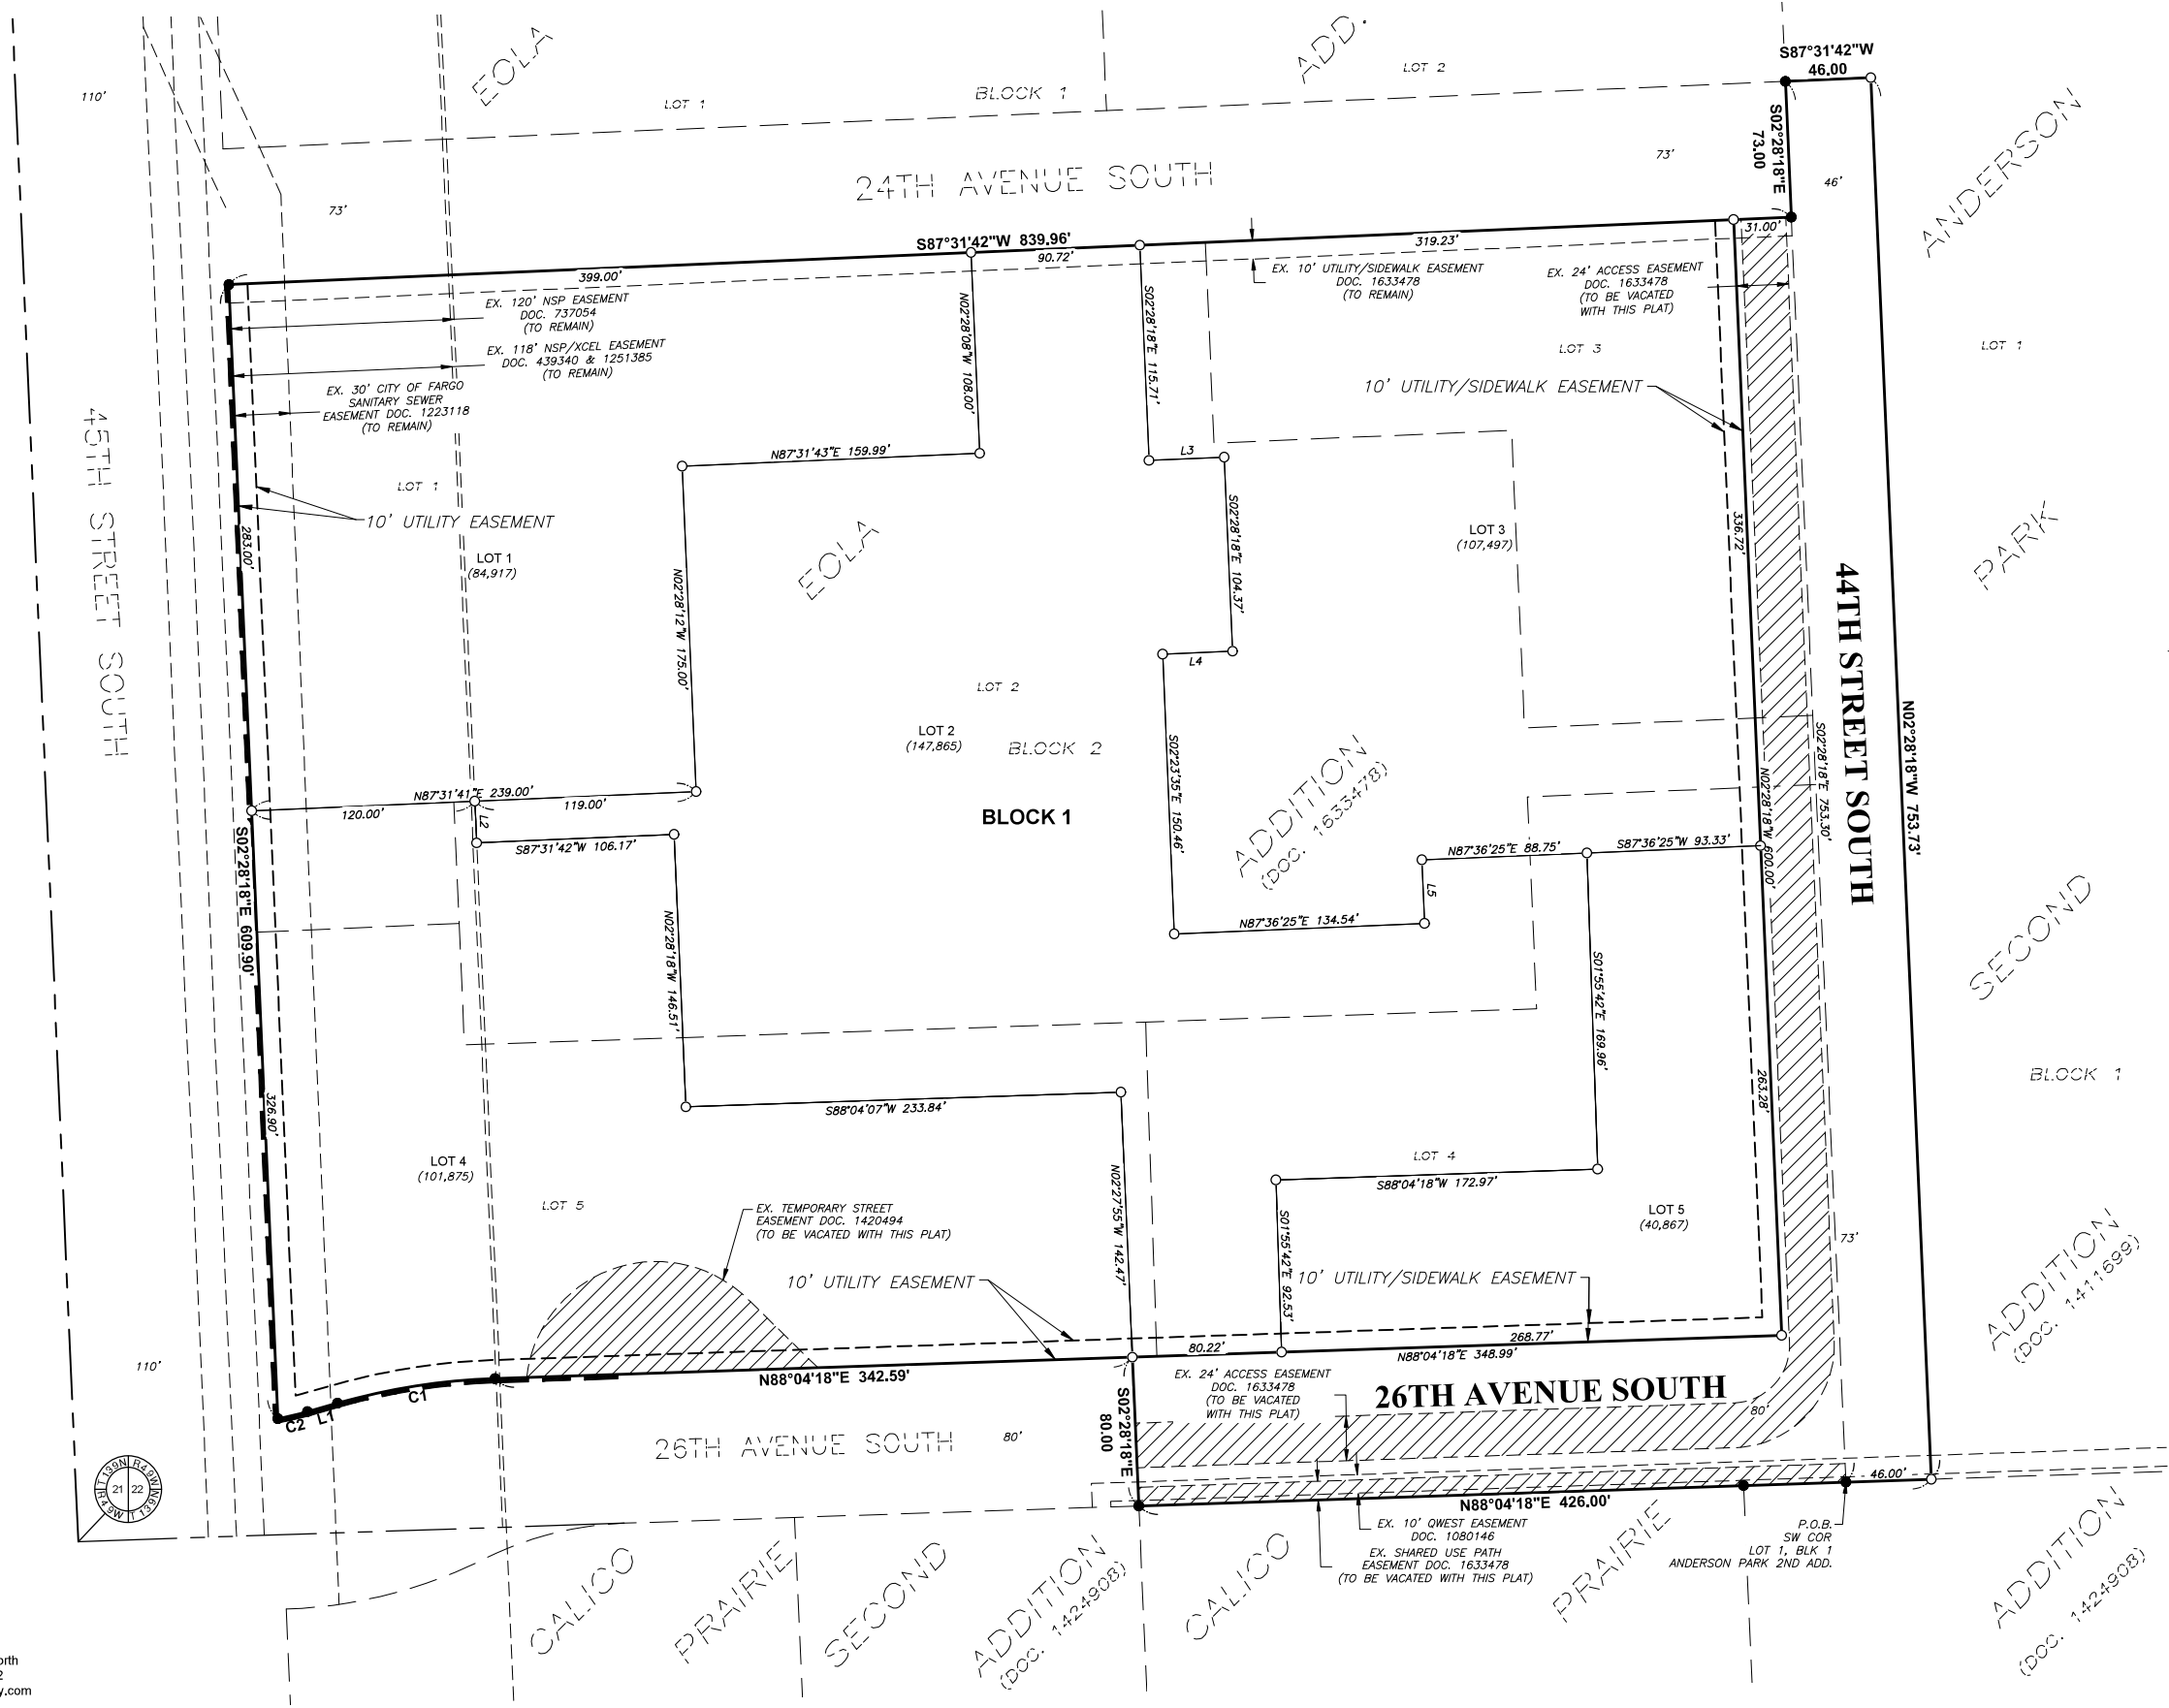 S87°31'42"W
46.00
EOLA
ADD.
LOT 2
110'
LOT 1
BLOCK 1
S02°28'18"E
73.00
73'
46'
ANDERSON
24TH AVENUE SOUTH
73'
S87°31'42"W 839.96'
399.00'
90.72'
319.23'
31.00'
EX. 120' NSP EASEMENT
DOC. 737054
(TO REMAIN)
EX. 118' NSP/XCEL EASEMENT
DOC. 439340 & 1251385
(TO REMAIN)
EX. 30' CITY OF FARGO
SANITARY SEWER
EASEMENT DOC. 1223118
(TO REMAIN)
N02°28'08"W 108.00'
S02°28'18"E 115.71'
EX. 10' UTILITY/SIDEWALK EASEMENT
DOC. 1633478
(TO REMAIN)
EX. 24' ACCESS EASEMENT
DOC. 1633478
(TO BE VACATED
WITH THIS PLAT)
LOT 3
LOT 1
10' UTILITY/SIDEWALK EASEMENT
45TH STREET SOUTH
N87°31'43"E 159.99'
L3
LOT 1
10' UTILITY EASEMENT
283.00'
LOT 1
(84,917)
EOLA
S02°28'18"E 104.37'
LOT 3
(107,497)
336.72'
PARK
N02°28'12"W 175.00'
L4
44TH STREET SOUTH
LOT 2
LOT 2
(147,865)
BLOCK 2
N02°28'18"W 753.73'
S02°28'18"E 753.30'
S02°23'35"E 150.46'
ADDITION
(DOC. 1633478)
N02°28'18"W 600.00'
N87°31'41"E 239.00'
120.00'
119.00'
L2
BLOCK 1
S87°31'42"W 106.17'
N87°36'25"E 88.75'
S87°36'25"W 93.33'
L5
S02°28'18"E 609.90'
N87°36'25"E 134.54'
SECOND
N02°28'18"W 146.51'
S01°55'42"E 169.96'
BLOCK 1
326.90'
263.28'
S88°04'07"W 233.84'
LOT 4
(101,875)
LOT 5
N02°27'55"W 142.47'
LOT 4
S88°04'18"W 172.97'
LOT 5
(40,867)
EX. TEMPORARY STREET
EASEMENT DOC. 1420494
(TO BE VACATED WITH THIS PLAT)
73'
ADDITION
(DOC. 1411699)
10' UTILITY EASEMENT
S01°55'42"E 92.53'
10' UTILITY/SIDEWALK EASEMENT
80.22'
268.77'
N88°04'18"E 348.99'
110'
N88°04'18"E 342.59'
C1
L1
C2
EX. 24' ACCESS EASEMENT
DOC. 1633478
(TO BE VACATED
WITH THIS PLAT)
26TH AVENUE SOUTH
80'
S02°28'18"E
80.00
26TH AVENUE SOUTH
80'
T139N R49W
21 22
R49W T139N
46.00'
N88°04'18"E 426.00'
EX. 10' QWEST EASEMENT
DOC. 1080146
EX. SHARED USE PATH
EASEMENT DOC. 1633478
(TO BE VACATED WITH THIS PLAT)
P.O.B.
SW COR
LOT 1, BLK 1
ANDERSON PARK 2ND ADD.
CALICO
PRAIRIE
SECOND
ADDITION
(DOC. 1424908)
CALICO
PRAIRIE
ADDITION
(DOC. 1424908)
orth
2
y.com